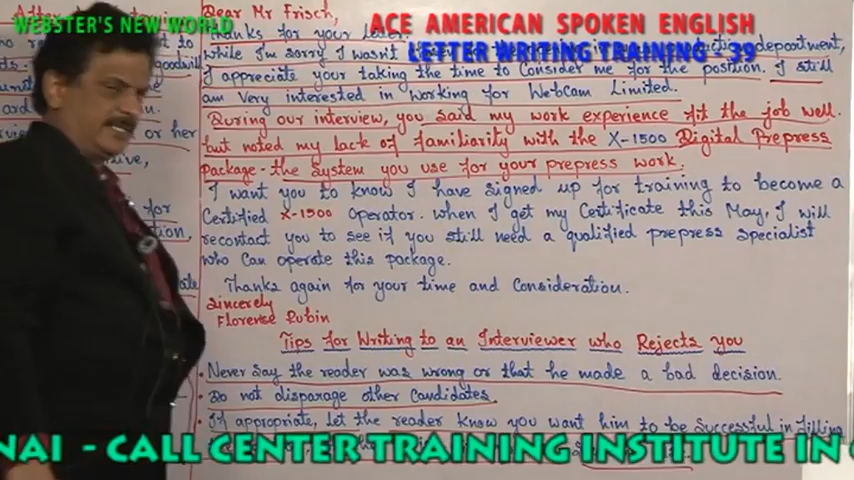 WEBSTER'S NEW WORLD
ACE AMERICAN SPOKEN ENGLISH
LETTER WRITING TRAINING - 39
Dear Mr Frisch,
Thanks for your later.
while I'm sorry I wasn't department,
I appreciate your taking the time to consider me for the position. I still
am very interested in working for Webcam Limited.
During our interview, you said my work experience fit the job well.
but noted my lack of familiarity with the X-1500 Digital Prepress
Package - the system you use for your prepress work.
I want you to know I have signed up for training to become a
Certified X-1500 Operator. When I get my Certificate this May, I will
recontact you to see if you still need a qualified prepress specialist
who can operate this package.
Thanks again for your time and consideration.
Sincerely
Florense Rubin
Tips for Writing to an Interviewer who Rejects you
• Never say the reader was wrong or that he made a bad decision.
• Do not disparage other candidates.
• If appropriate, let the reader know you want him to be successful in filling
goodwill
or her
for
NAI - CALL CENTER TRAINING INSTITUTE IN